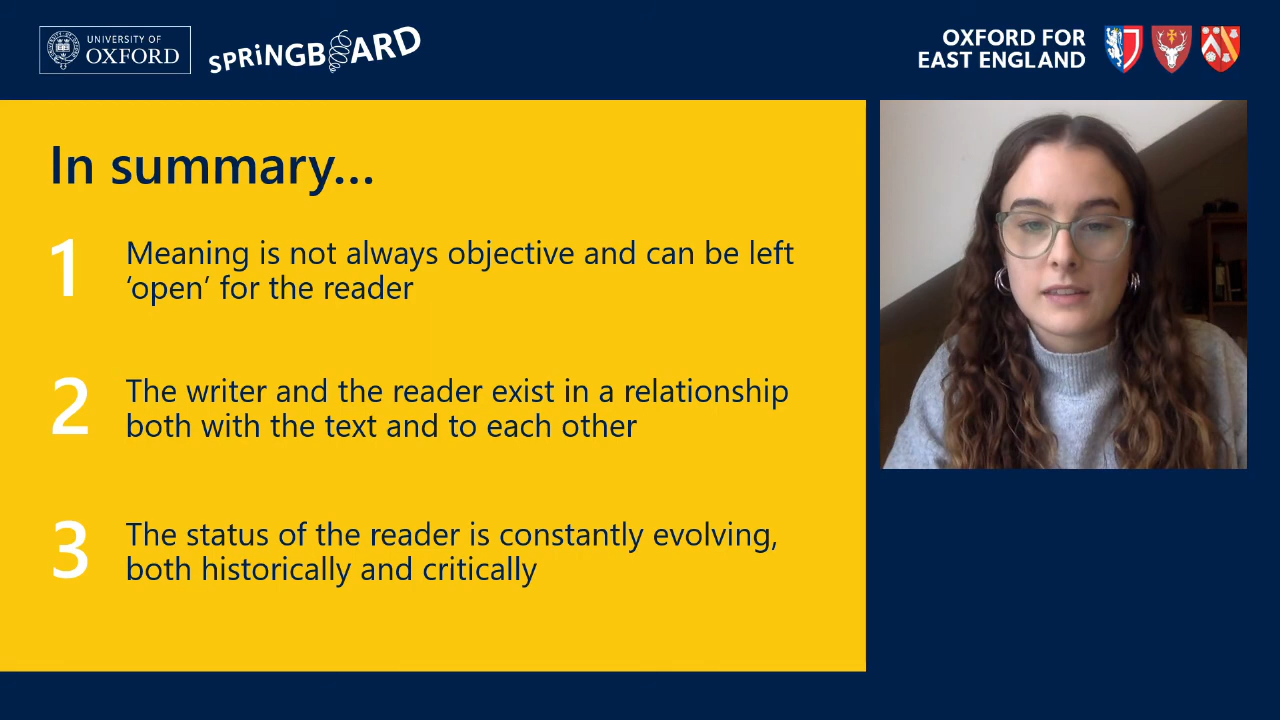 UNIVERSITY OF
OXFORD
SPRiNGBOARD
OXFORD FOR
EAST ENGLAND
In summary...
1
Meaning is not always objective and can be left
‘open’ for the reader
2
The writer and the reader exist in a relationship
both with the text and to each other
3
The status of the reader is constantly evolving,
both historically and critically